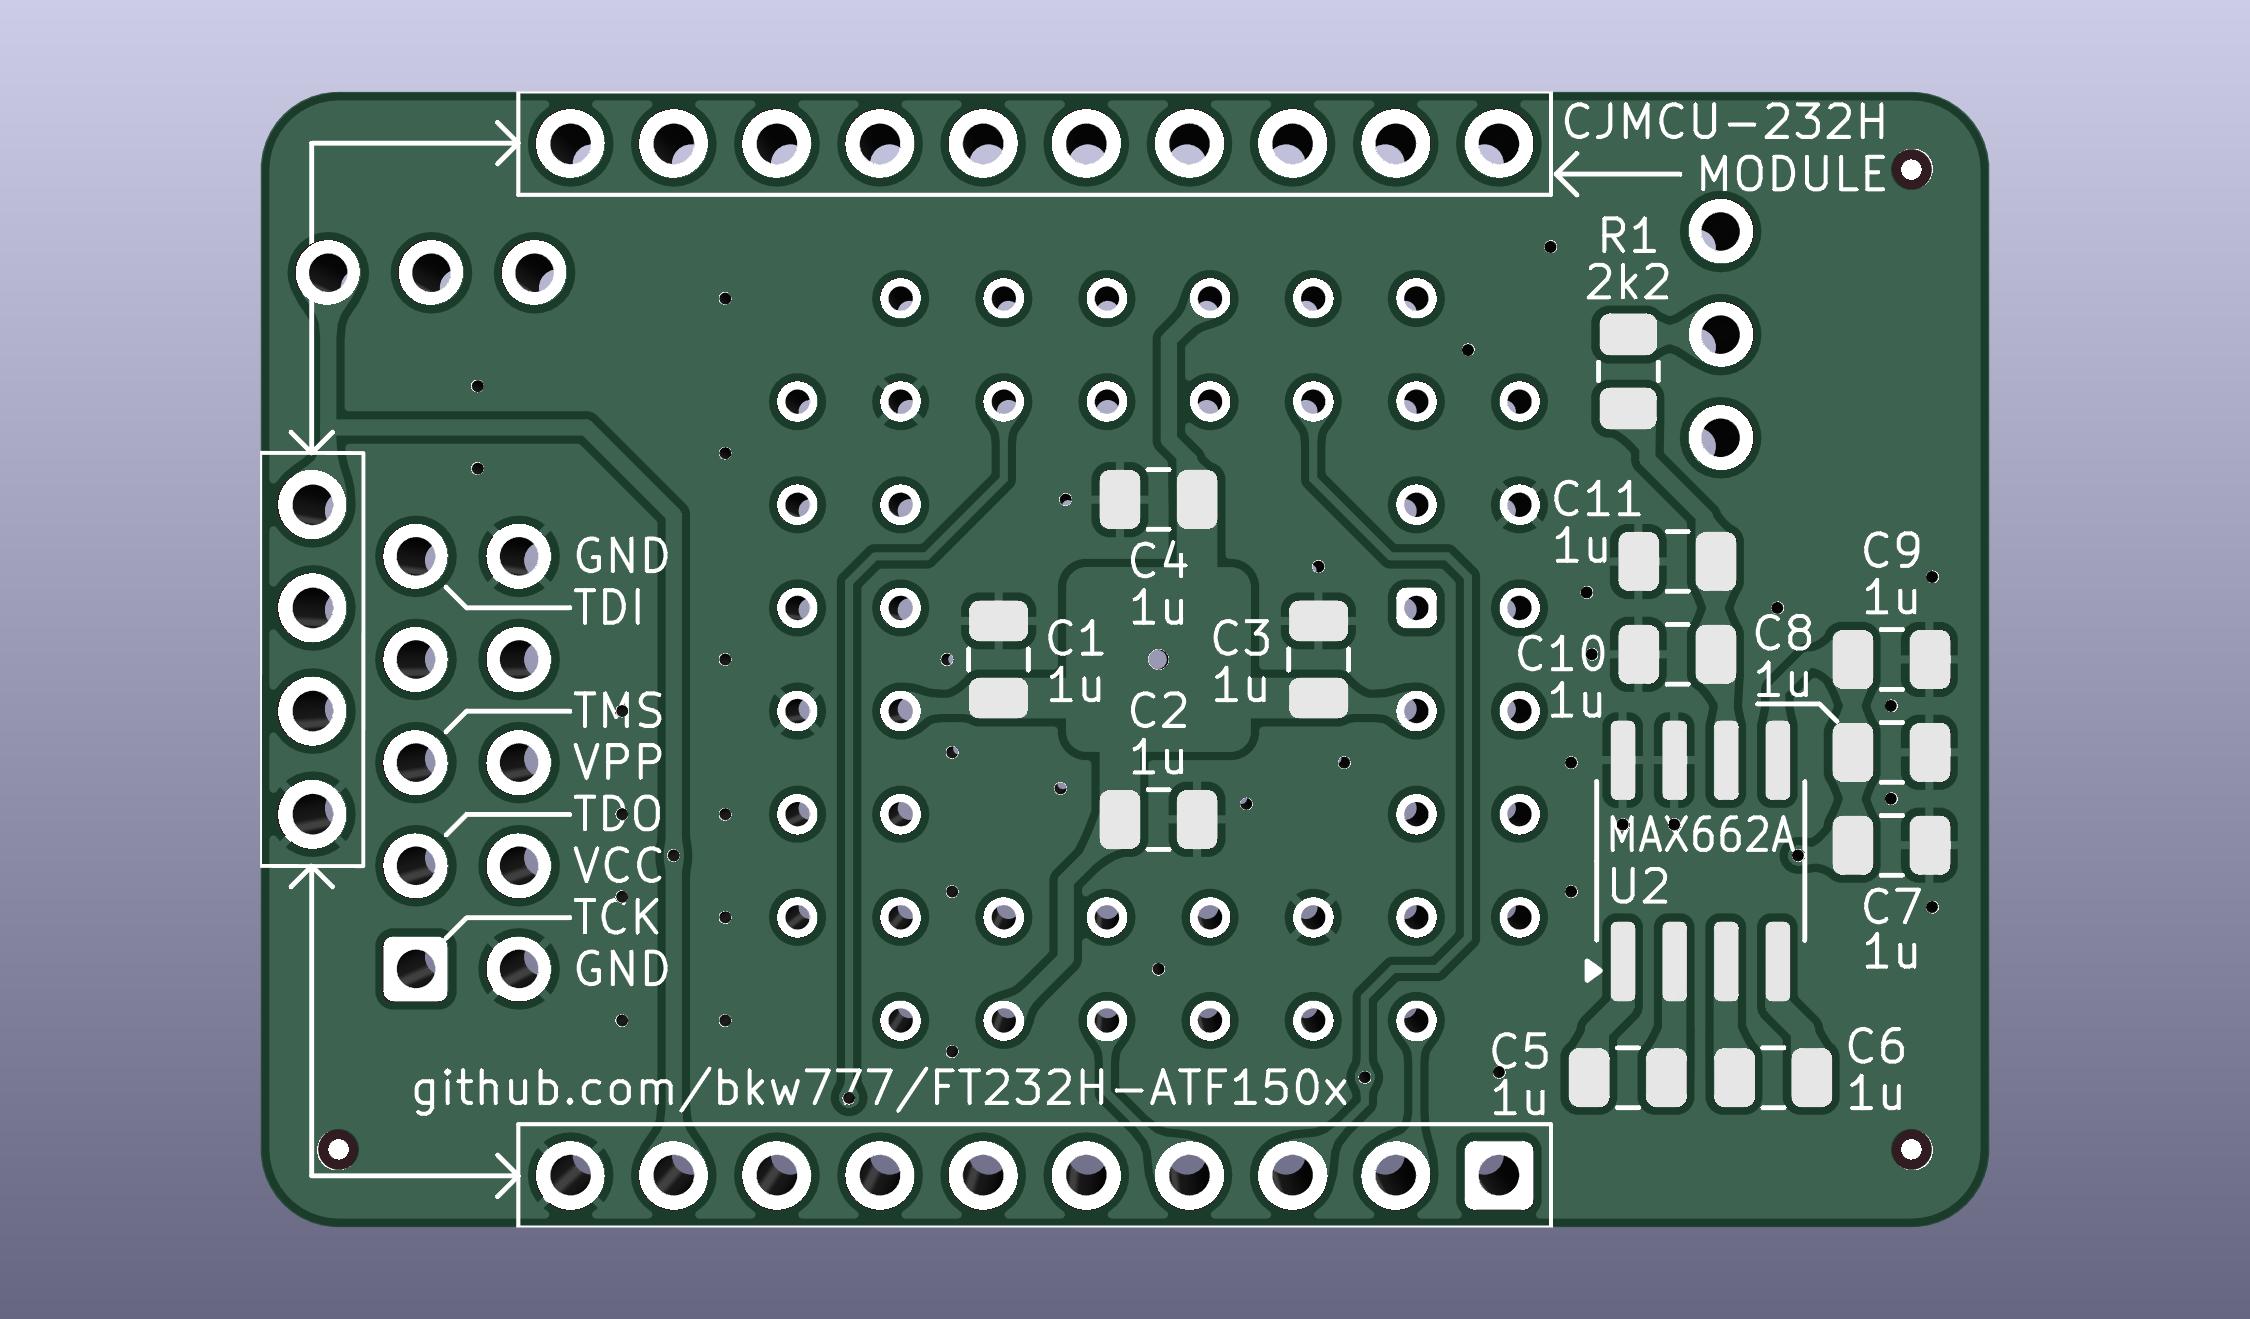 CJMCU-232H
MODULE
R1
2k2
C11
1u
C9
1u
GND
TDI
C4
1u
C1
1u
C3
1u
C10
1u
C8
1u
TMS
C2
1u
VPP
TDO
MAX662A
VCC
U2
TCK
C7
1u
GND
C5
1u
C6
1u
github.com/bkw777/FT232H-ATF150x